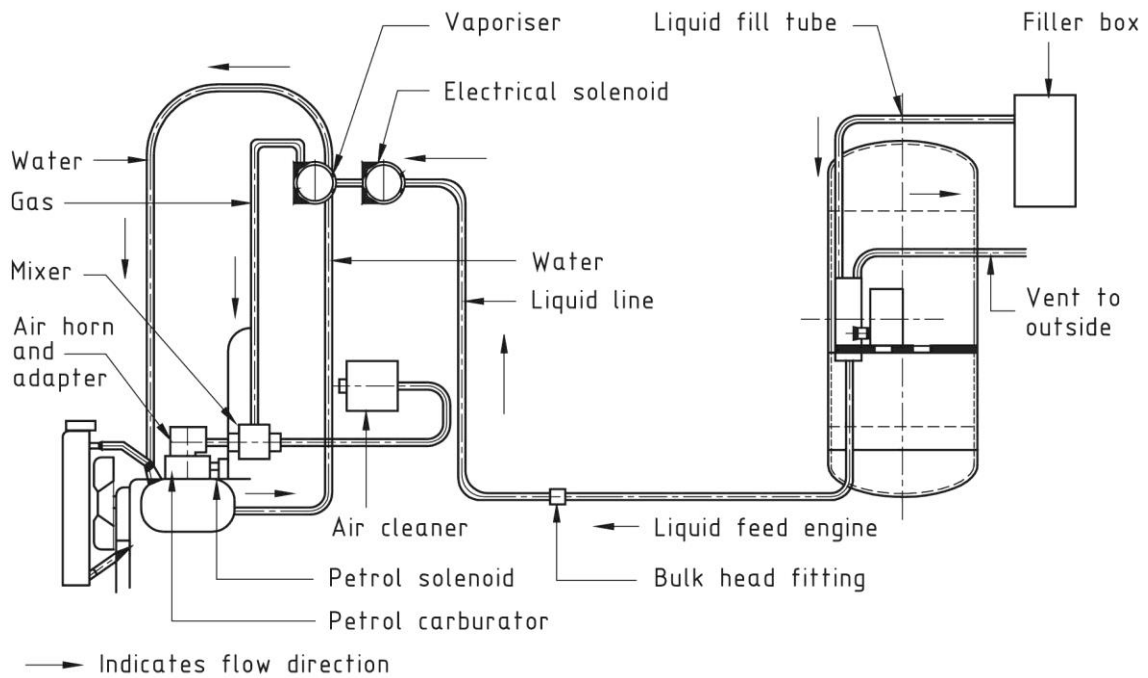 Vaporiser
Liquid fill tube
Filler box
Electrical solenoid
Water
Gas
Mixer
Water
Liquid line
Vent to
outside
Air horn
and
adapter
Air cleaner
Liquid feed engine
Petrol solenoid
Bulk head fitting
Petrol carburator
Indicates flow direction